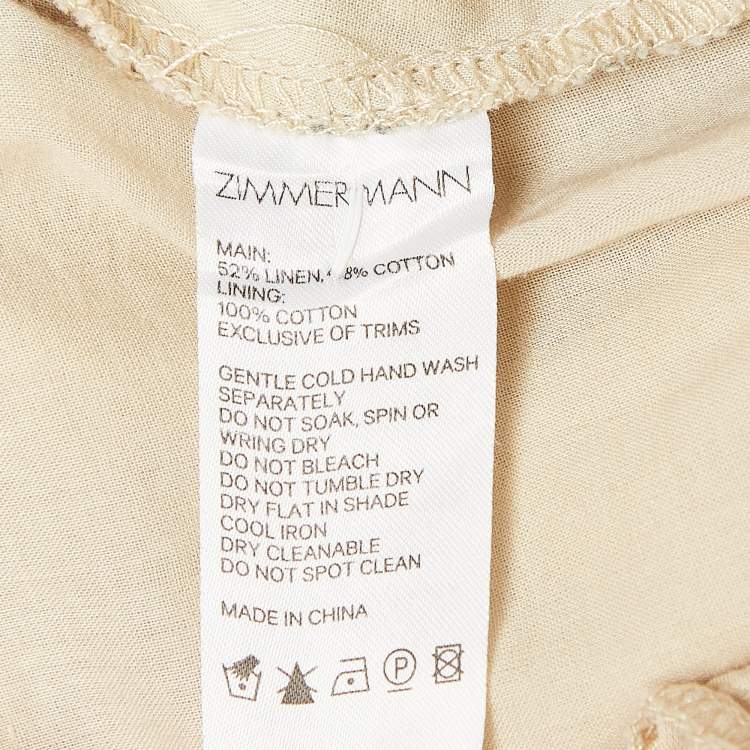 ZIMMERMANN
MAIN:
52% LINEN, 48% COTTON
LINING:
100% COTTON
EXCLUSIVE OF TRIMS
GENTLE COLD HAND WASH
SEPARATELY
DO NOT SOAK, SPIN OR
WRING DRY
DO NOT BLEACH
DO NOT TUMBLE DRY
DRY FLAT IN SHADE
COOL IRON
DRY CLEANABLE
DO NOT SPOT CLEAN
MADE IN CHINA
P